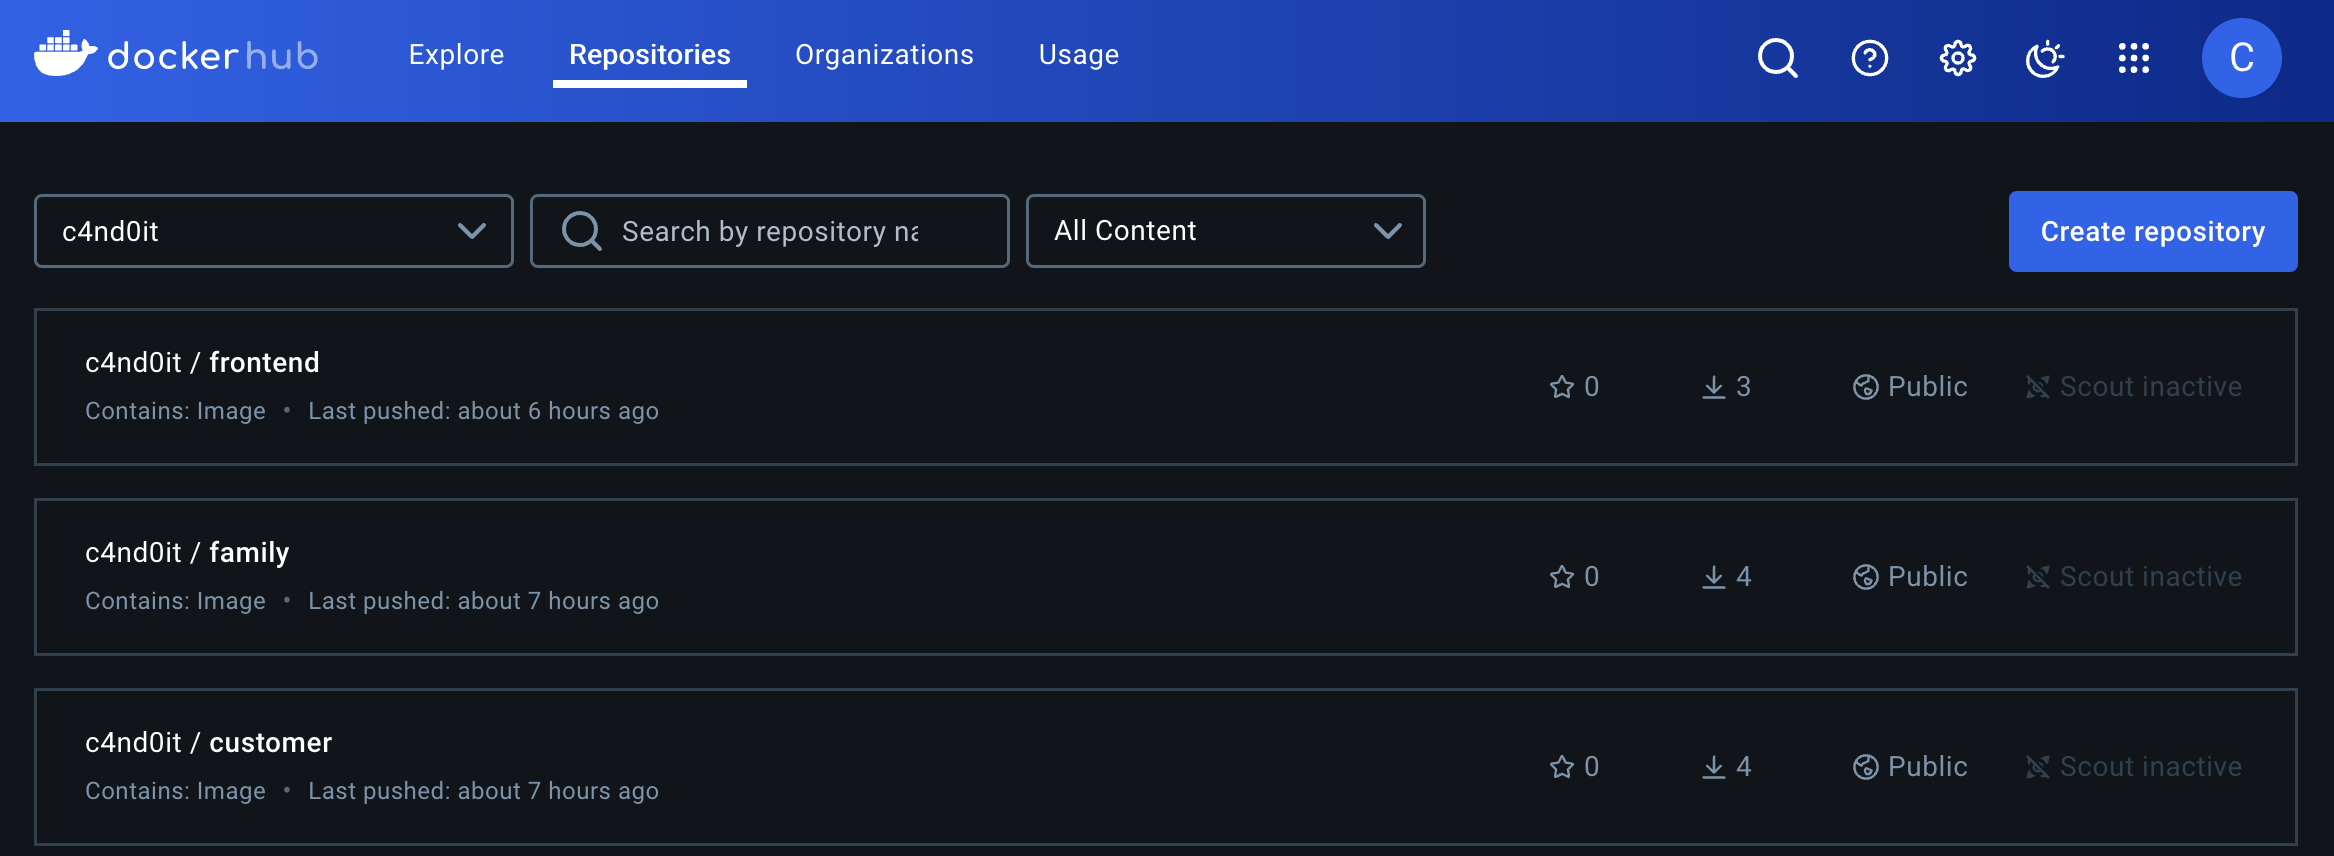 dockerhub Explore Repositories Organizations Usage C
c4nd0it Search by repository na All Content Create repository
c4nd0it / frontend
Contains: Image • Last pushed: about 6 hours ago
0 3 Public Scout inactive
c4nd0it / family
Contains: Image • Last pushed: about 7 hours ago
0 4 Public Scout inactive
c4nd0it / customer
Contains: Image • Last pushed: about 7 hours ago
0 4 Public Scout inactive